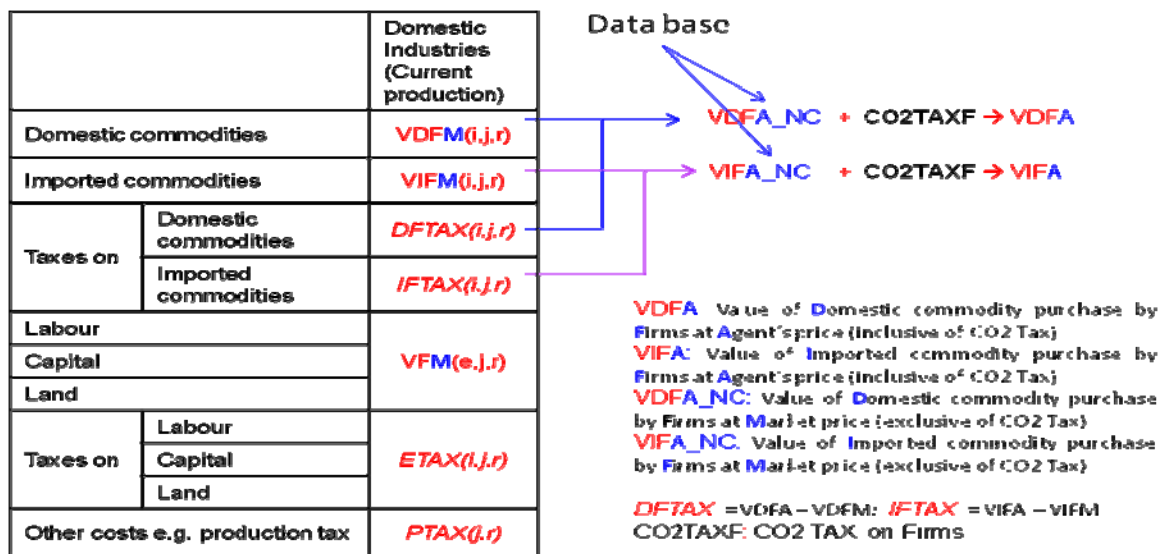 Domestic
Industries
(Current
production)
Domestic commodities
VDFM(i,j,r)
Imported commodities
VIFM(i,j,r)
Taxes on
Domestic
commodities
DFTAX(i,j,r)
Imported
commodities
IFTAX(i,j,r)
Labour
Capital
Land
VFM(e,j,r)
Taxes on
Labour
Capital
Land
ETAX(i,j,r)
Other costs e.g. production tax
PTAX(j,r)
Data base
VDFA_NC + CO2TAXF → VDFA
VIFA_NC + CO2TAXF → VIFA
VDFA Value of Domestic commodity purchase by
Firms at Agent's price (inclusive of CO2 Tax)
VIFA: Value of Imported commodity purchase by
Firms at Agent's price (inclusive of CO2 Tax)
VDFA_NC: Value of Domestic commodity purchase
by Firms at Market price (exclusive of CO2 Tax)
VIFA_NC. Value of Imported commodity purchase
by Firms at Market price (exclusive of CO2 Tax)
DFTAX =VDFA – VDFM; IFTAX =VIFA – VIFM
CO2TAXF: CO2 TAX on Firms